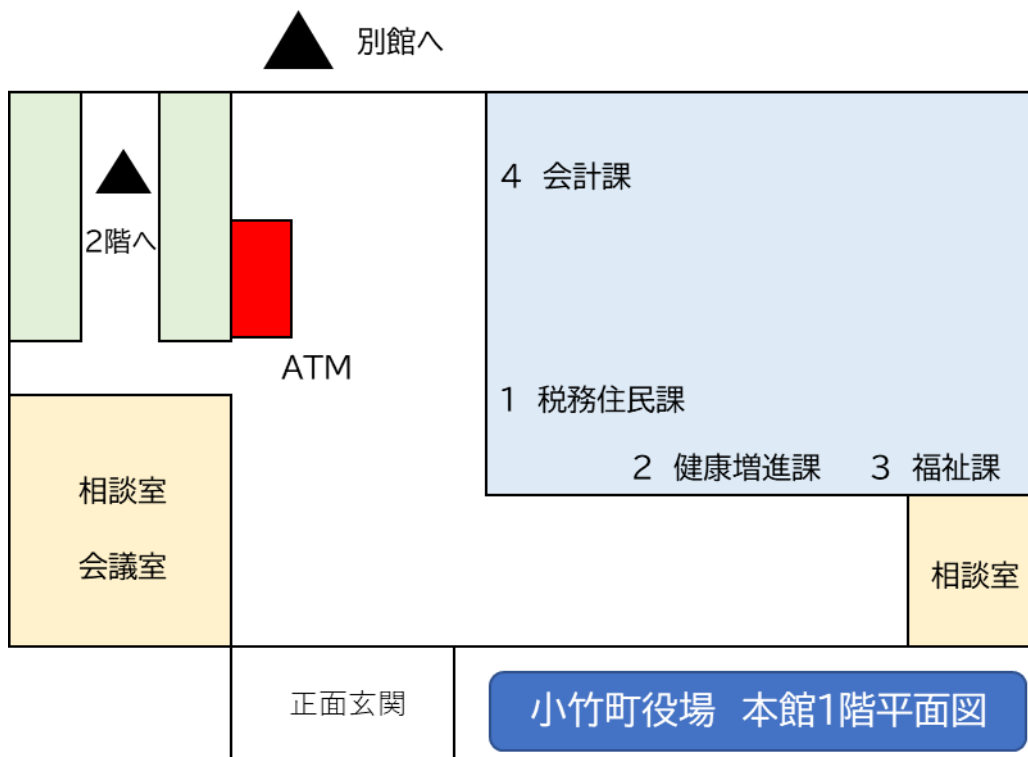 別館へ
4 会計課
2階へ
ATM
1 税務住民課
2 健康増進課 3 福祉課
相談室
会議室
相談室
正面玄関
小竹町役場 本館1階平面図